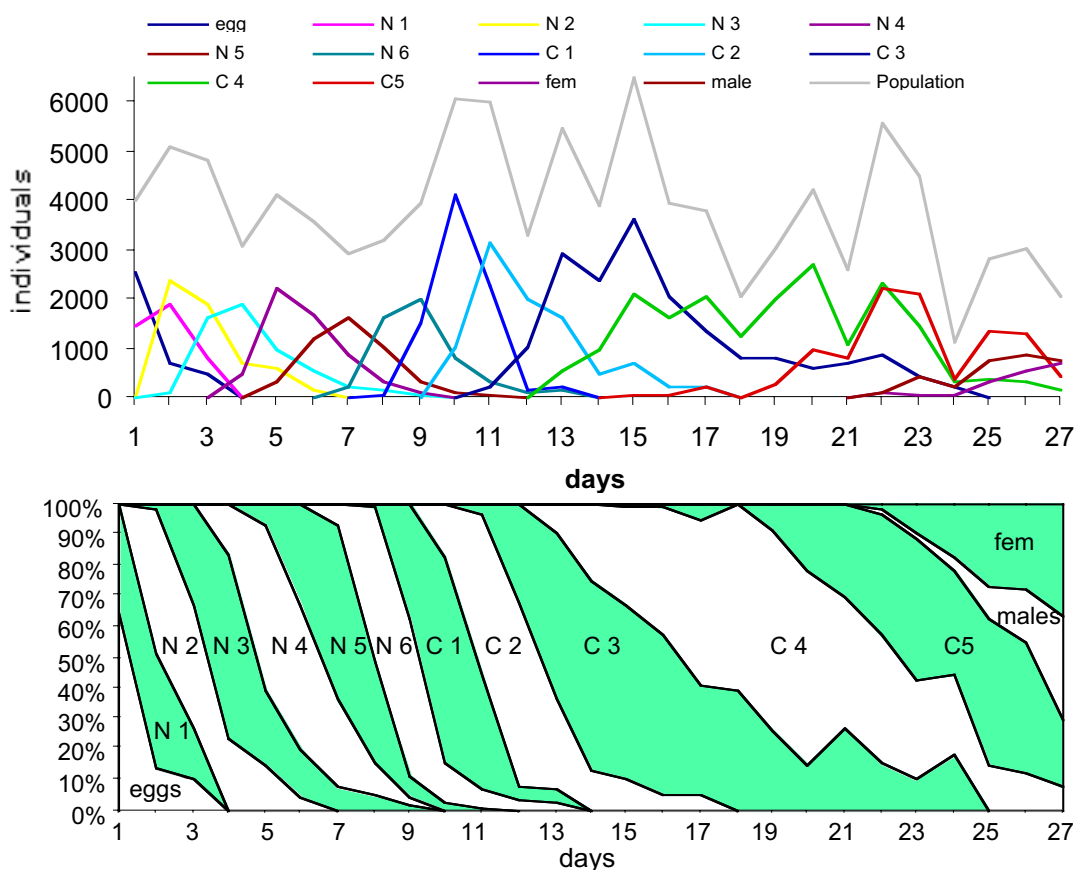 egg N 1 N 2 N 3 N 4
N 5 N 6 C 1 C 2 C 3
C 4 C5 fem male Population
individuals
6000
5000
4000
3000
2000
1000
0
1 3 5 7 9 11 13 15 17 19 21 23 25 27
days
100%
90%
80%
70%
60%
50%
40%
30%
20%
10%
0%
fem
males
N 2 N 3 N 4 N 5 N 6 C 1 C 2 C 3 C 4 C5
N 1
eggs
1 3 5 7 9 11 13 15 17 19 21 23 25 27
days